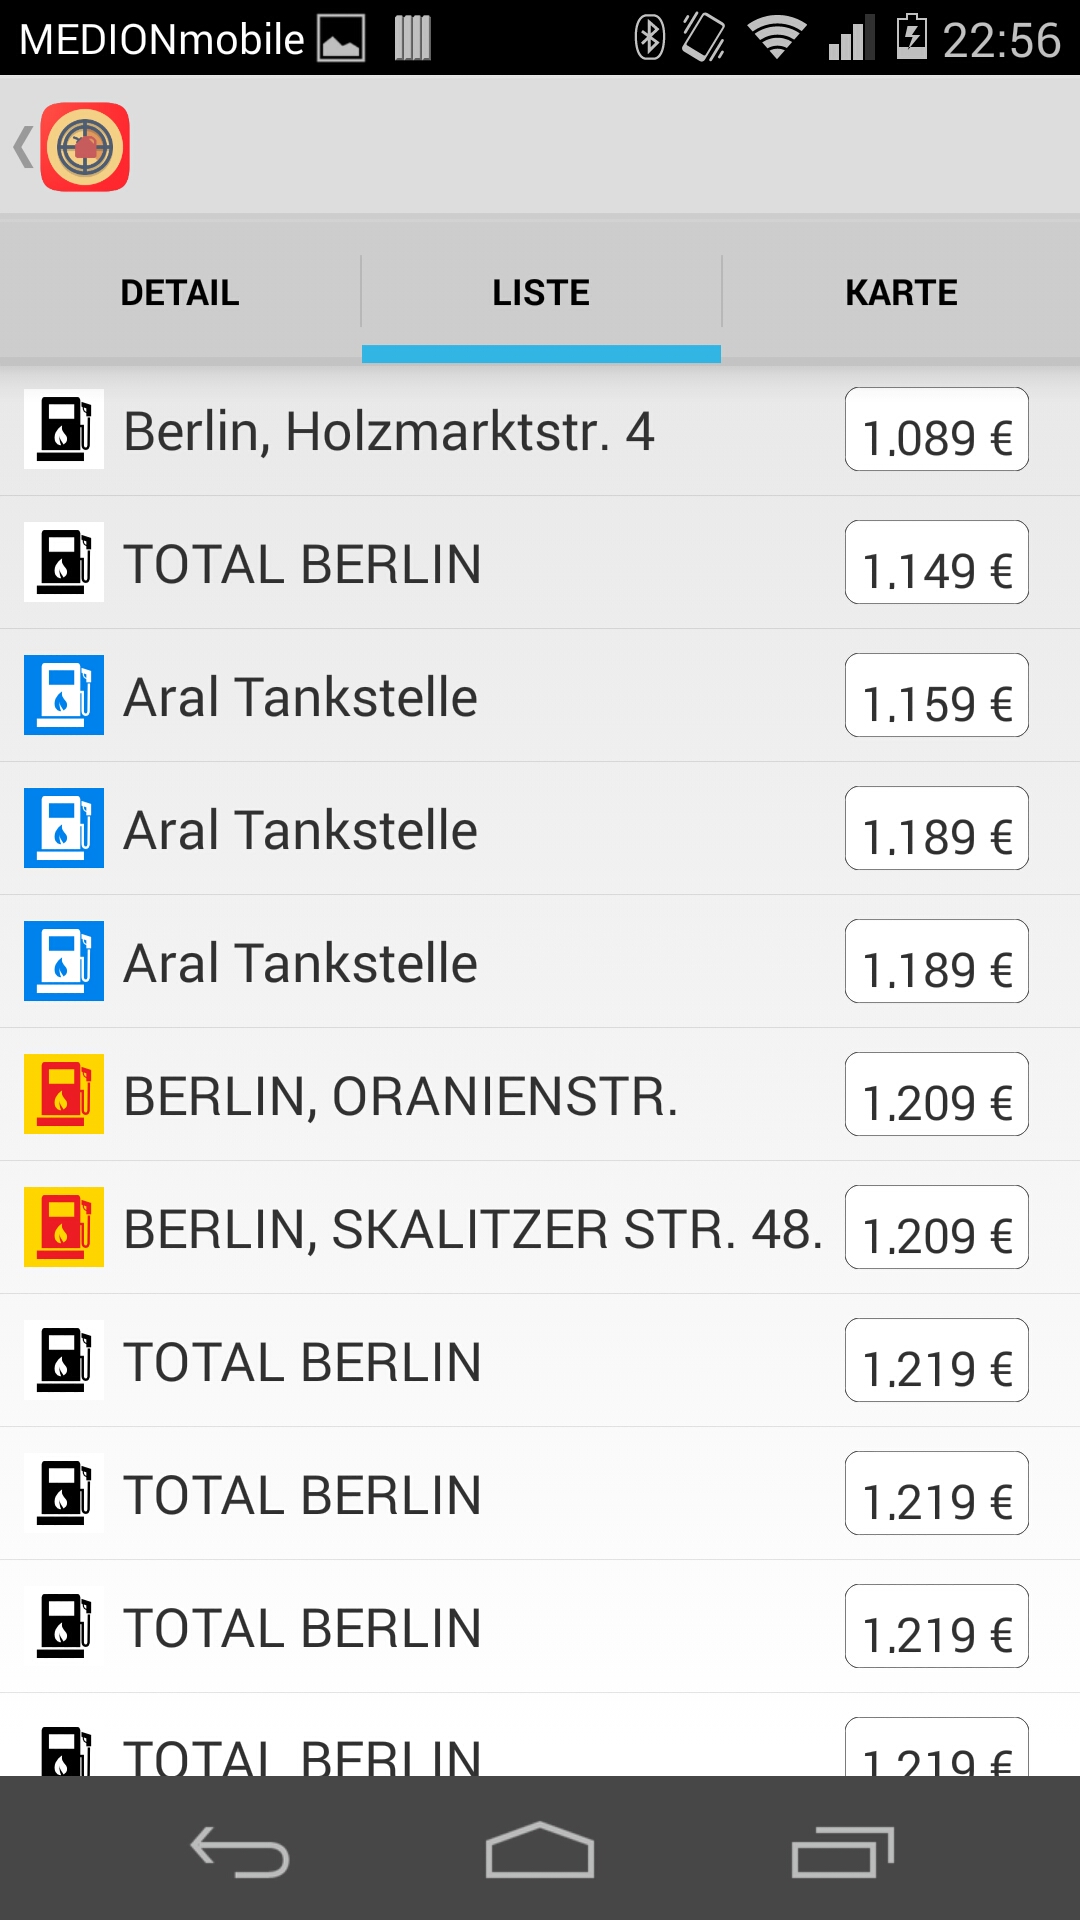 MEDIONmobile 22:56
DETAIL LISTE KARTE
Berlin, Holzmarktstr. 4 1.089 €
TOTAL BERLIN 1.149 €
Aral Tankstelle 1.159 €
Aral Tankstelle 1.189 €
Aral Tankstelle 1.189 €
BERLIN, ORANIENSTR. 1.209 €
BERLIN, SKALITZER STR. 48. 1.209 €
TOTAL BERLIN 1.219 €
TOTAL BERLIN 1.219 €
TOTAL BERLIN 1.219 €
TOTAL BERLIN 1.219 €